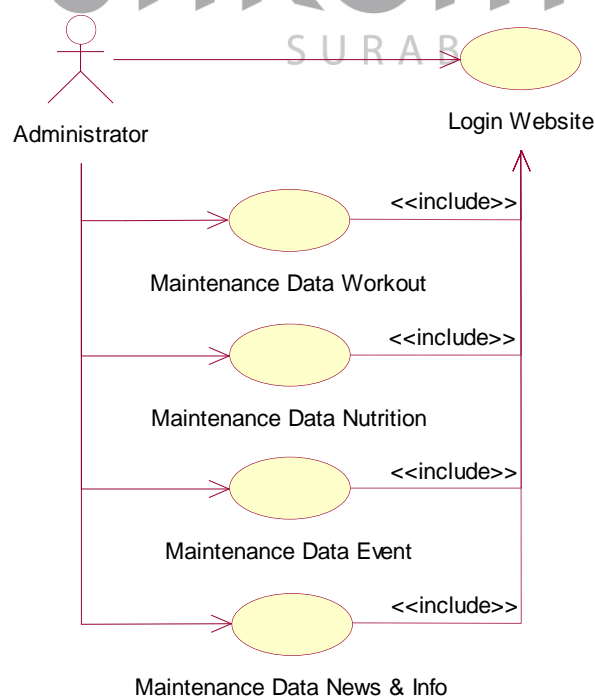 SURAB
Administrator
Login Website
<<include>>
Maintenance Data Workout
<<include>>
Maintenance Data Nutrition
<<include>>
Maintenance Data Event
<<include>>
Maintenance Data News & Info